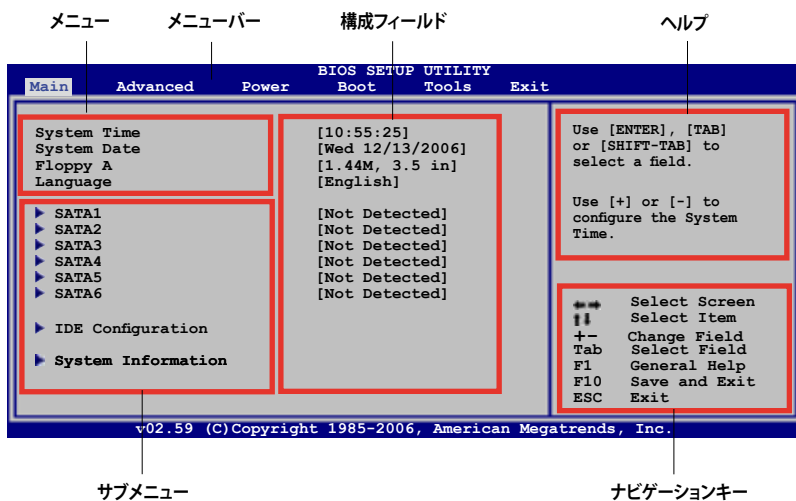 メニュー メニューバー 構成フィールド ヘルプ
BIOS SETUP UTILITY
Main Advanced Power Boot Tools Exit
System Time [10:55:25]
System Date [Wed 12/13/2006]
Floppy A [1.44M, 3.5 in]
Language [English]
SATA1 [Not Detected]
SATA2 [Not Detected]
SATA3 [Not Detected]
SATA4 [Not Detected]
SATA5 [Not Detected]
SATA6 [Not Detected]
IDE Configuration
System Information
Use [ENTER], [TAB]
or [SHIFT-TAB] to
select a field.
Use [+] or [-] to
configure the System
Time.
←→ Select Screen
↑↓ Select Item
+- Change Field
Tab Select Field
F1 General Help
F10 Save and Exit
ESC Exit
v02.59 (C)Copyright 1985-2006, American Megatrends, Inc.
サブメニュー ナビゲーションキー